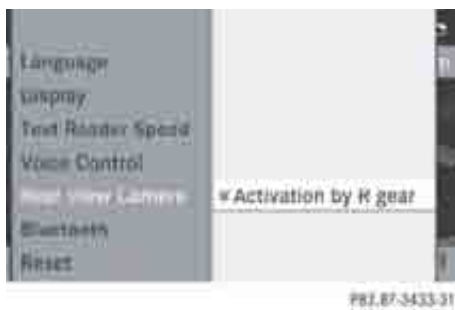 Language
Display
Text Reader Speed
Voice Control
Rear View Camera
Activation by R gear
Bluetooth
Reset
P82.87-3433-31